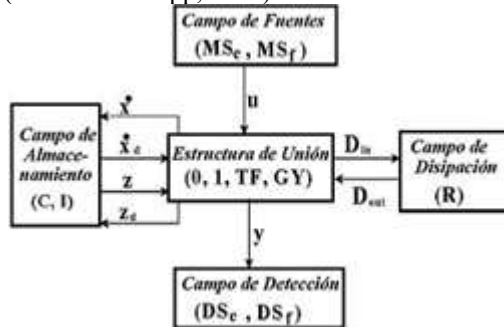 Campo de
Fuentes
(MSe , MSf)
u
ẋ
Campo de
Almace-
namiento
(C, I)
ẋd
z
zd
Estructura de Unión
(0, 1, TF, GY)
Din
Dout
Campo de
Disipación
(R)
y
Campo de Detección
(DSe , DSf)